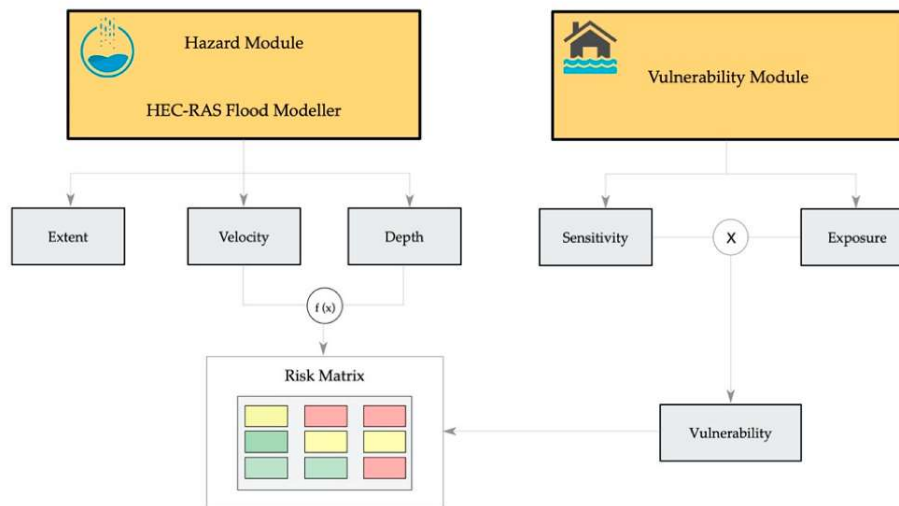 Hazard Module
HEC-RAS Flood Modeller
Vulnerability Module
Extent
Velocity
Depth
Sensitivity
X
Exposure
f (x)
Risk Matrix
Vulnerability